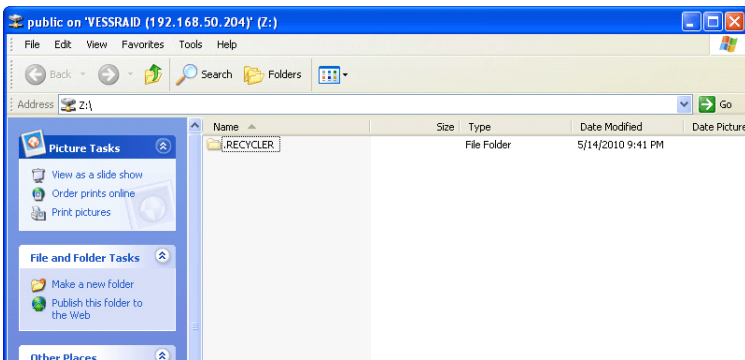 public on 'VESSRAID (192.168.50.204)' (Z:)
File Edit View Favorites Tools Help
Back Search Folders
Address Z:\ Go
Name Size Type Date Modified Date Picture
.RECYCLER File Folder 5/14/2010 9:41 PM
Picture Tasks
View as a slide show
Order prints online
Print pictures
File and Folder Tasks
Make a new folder
Publish this folder to
the Web
Other Places